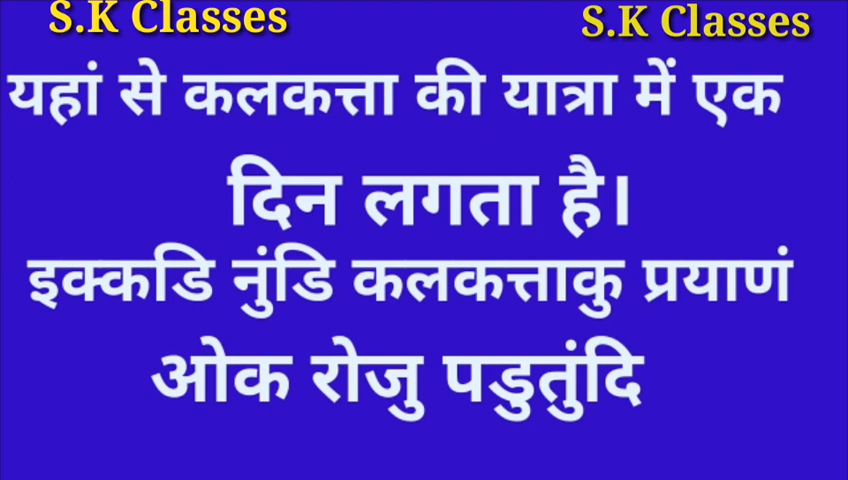 S.K Classes S.K Classes
यहां से कलकत्ता की यात्रा में एक
दिन लगता है।
इक्कडि नुंडि कलकत्ताकु प्रयाणं
ओक रोजु पडुतुंदि